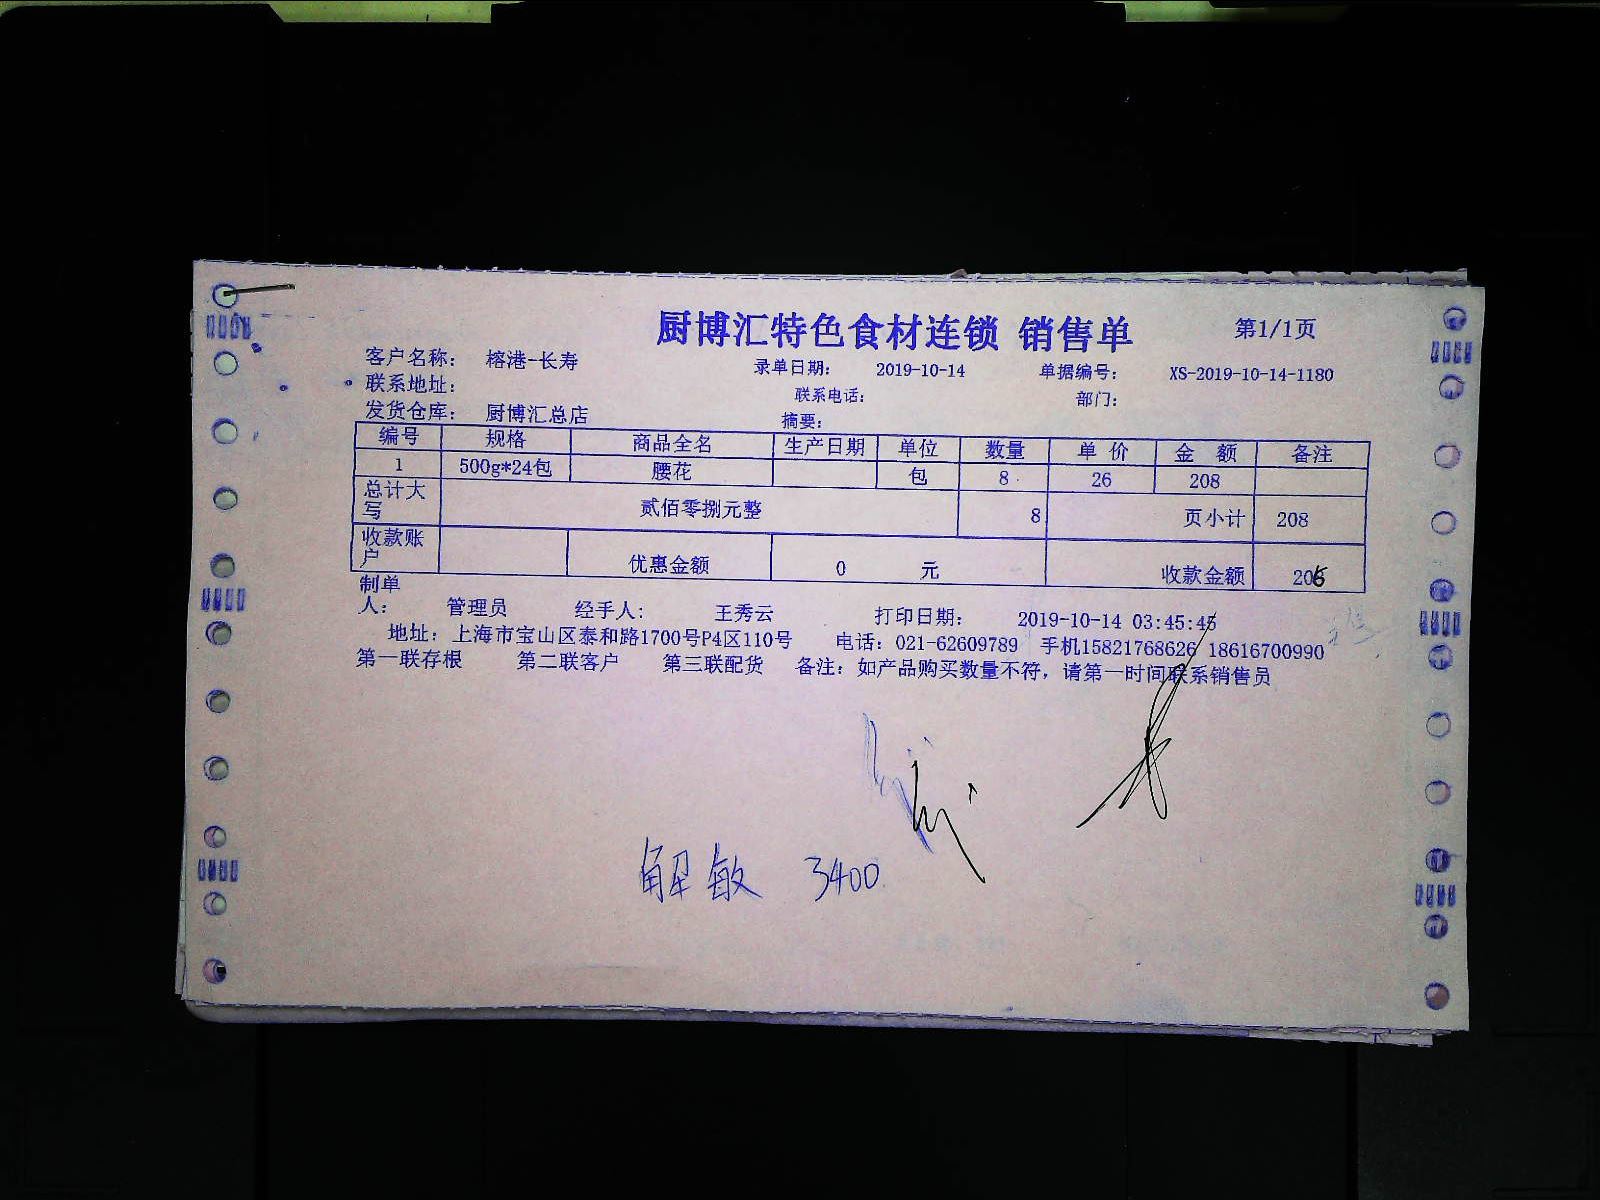 厨博汇特色食材连锁 销售单 第1/1页
客户名称： 榕港-长寿 录单日期： 2019-10-14 单据编号： XS-2019-10-14-1180
联系地址： 联系电话： 部门：
发货仓库： 厨博汇总店 摘要：
编号 规格 商品全名 生产日期 单位 数量 单 价 金 额 备注
1 500g*24包 腰花 包 8 26 208
总计大写 贰佰零捌元整 8 页小计 208
收款账户 优惠金额 0 元 收款金额 20
制单人： 管理员 经手人： 王秀云 打印日期： 2019-10-14 03:45:45
地址：上海市宝山区泰和路1700号P4区110号 电话：021-62609789 手机15821768626 18616700990
第一联存根 第二联客户 第三联配货 备注：如产品购买数量不符，请第一时间联系销售员
解敏 3400